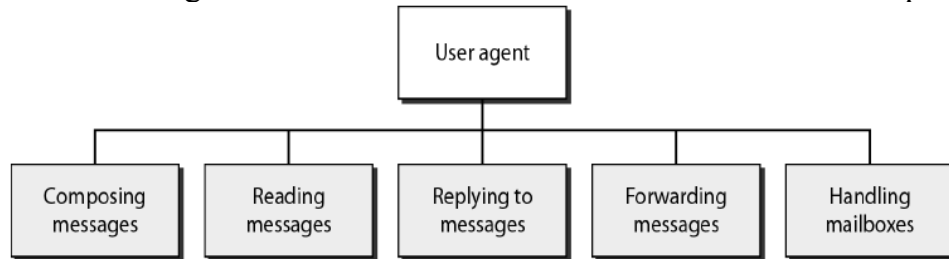 User agent
Composing
messages
Reading
messages
Replying to
messages
Forwarding
messages
Handling
mailboxes